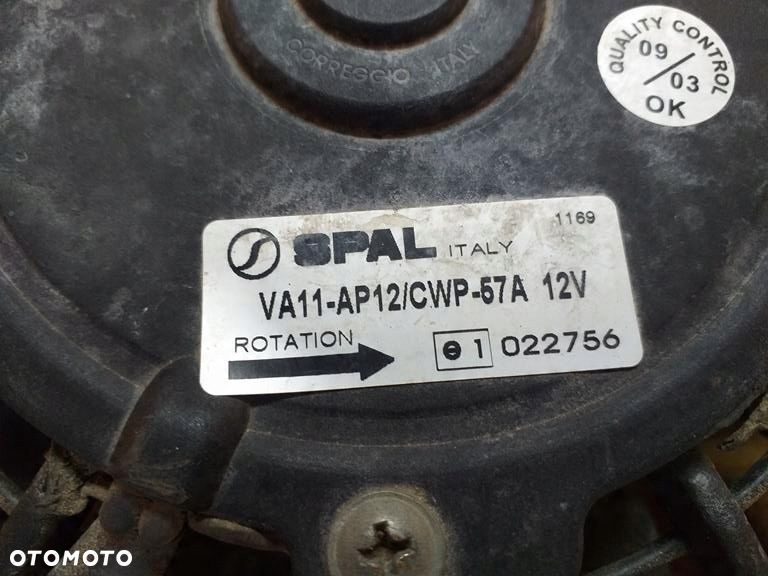 CORREGGIO ITALY
QUALITY CONTROL
09/03
OK
1169
SPAL ITALY
VA11-AP12/CWP-57A 12V
ROTATION
e1 022756
OTOMOTO